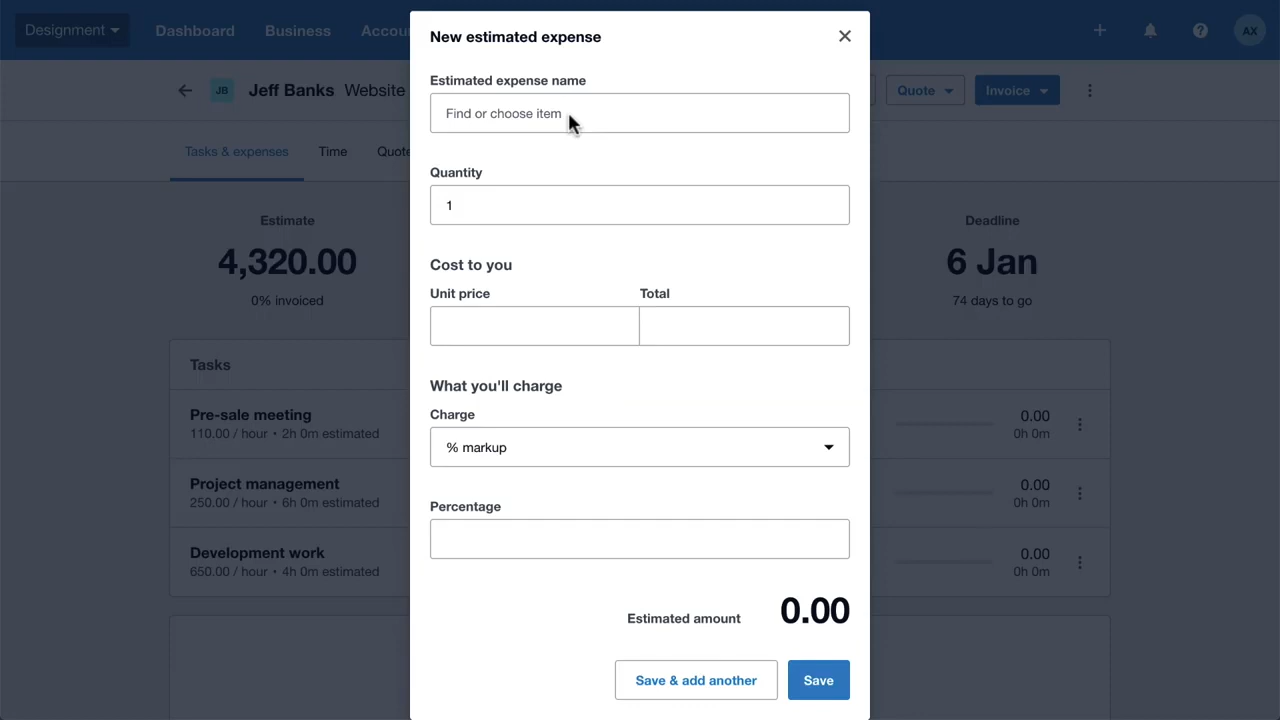 Designment
Dashboard
Business
AX
JB
Jeff Banks
Website
Quote
Invoice
Tasks & expenses
Time
Estimate
4,320.00
0% invoiced
Deadline
6 Jan
74 days to go
Tasks
Pre-sale meeting
110.00 / hour • 2h 0m estimated
0.00
0h 0m
Project management
250.00 / hour • 6h 0m estimated
0.00
0h 0m
Development work
650.00 / hour • 4h 0m estimated
0.00
0h 0m
New estimated expense
Estimated expense name
Find or choose item
Quantity
1
Cost to you
Unit price
Total
What you'll charge
Charge
% markup
Percentage
Estimated amount
0.00
Save & add another
Save